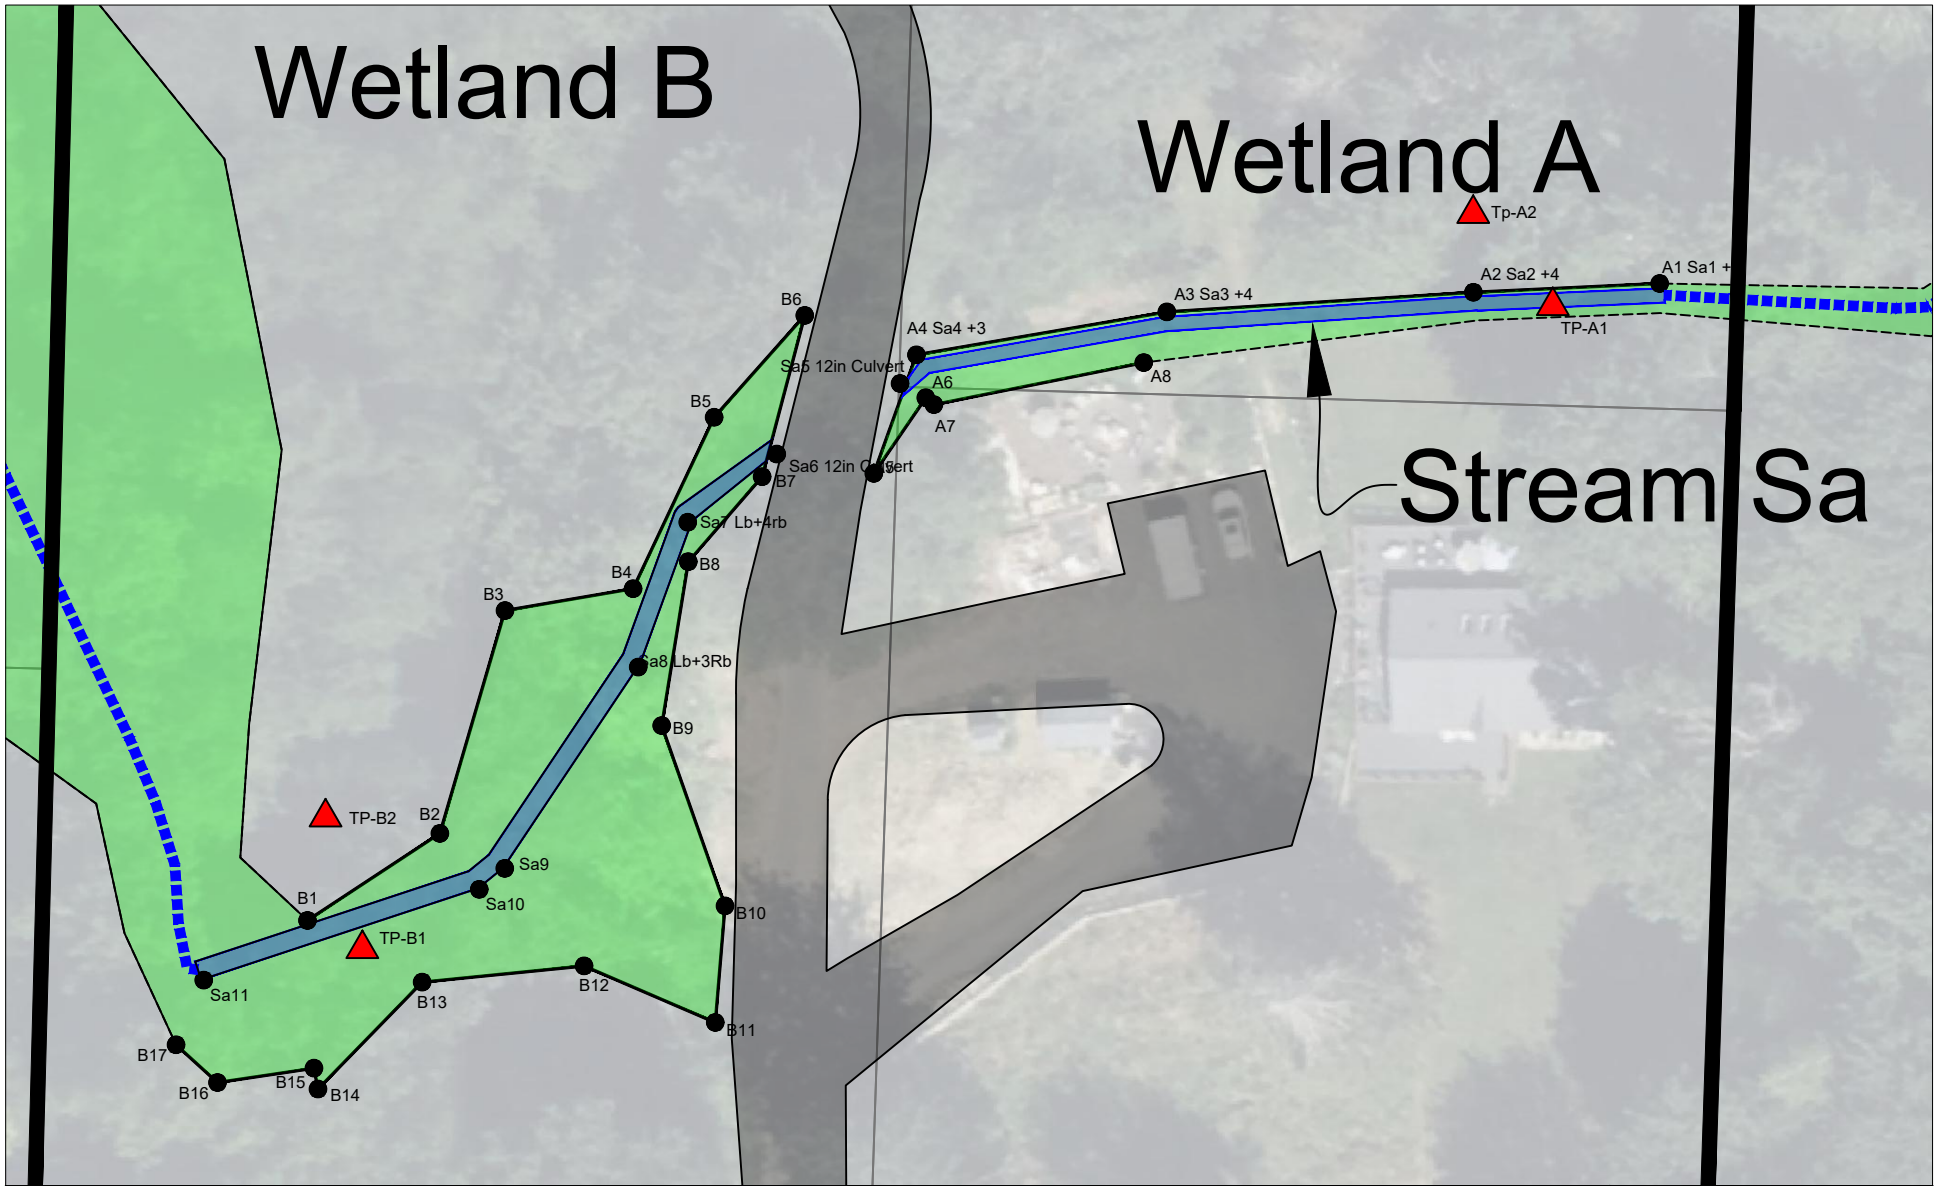 Wetland B
Wetland A
Tp-A2
A1 Sa1 +
A2 Sa2 +4
A3 Sa3 +4
TP-A1
B6
A4 Sa4 +3
Sa5 12in Culvert
A6
A8
B5
A7
Sa6 12in Culvert
B7
Stream Sa
Sa7 Lb+4rb
B8
B4
B3
Sa8 Lb+3Rb
B9
TP-B2
B2
Sa9
B1
Sa10
B10
TP-B1
Sa11
B13
B12
B11
B17
B15
B16
B14